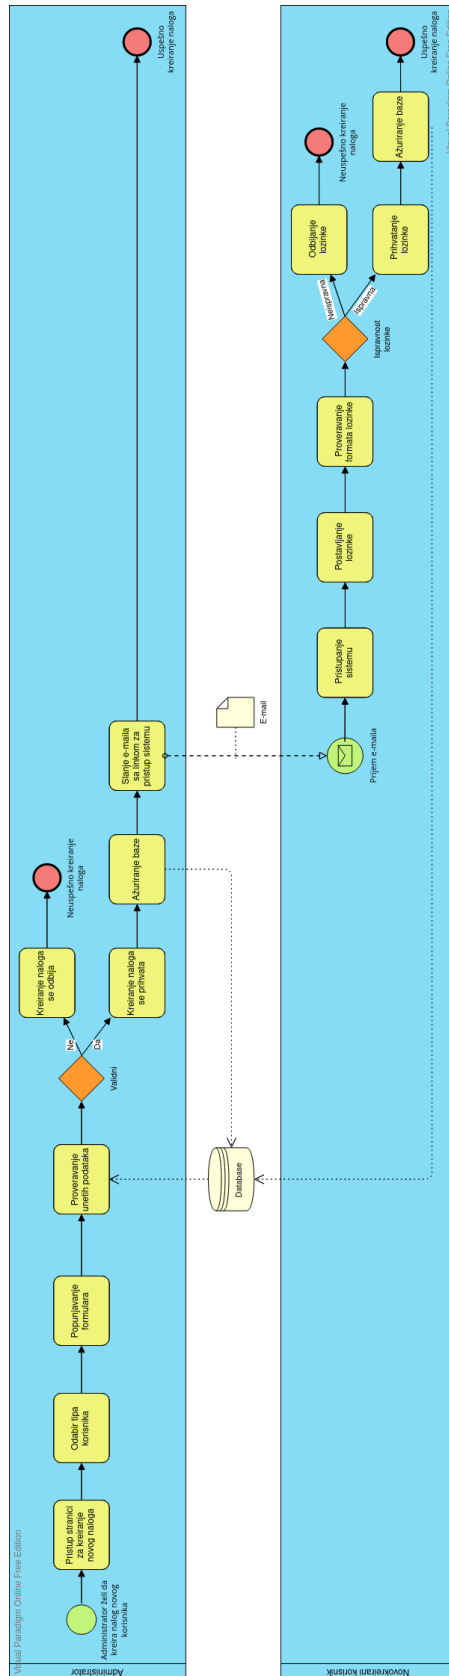 Visual Paradigm Online Free Edition
Administrator
Administrator želi da
kreira nalog novog
korisnika
Pristup stranici
za kreiranje
novog naloga
Odabir tipa
korisnika
Popunjavanje
formulara
Proveravanje
unetih podataka
Validni
Ne
Da
Kreiranje naloga
se odbija
Neuspešno kreiranje
naloga
Kreiranje naloga
se prihvata
Ažuriranje baze
Slanje e-maila
sa linkom za
pristup sistemu
Uspešno
kreiranje naloga
Database
E-mail
Novokreirani korisnik
Prijem e-maila
Pristupanje
sistemu
Postavljanje
lozinke
Proveravanje
formata lozinke
Ispravnost
lozinke
Neispravna
Ispravna
Odbijanje
lozinke
Neuspešno kreiranje
naloga
Prihvatanje
lozinke
Ažuriranje baze
Uspešno
kreiranje naloga